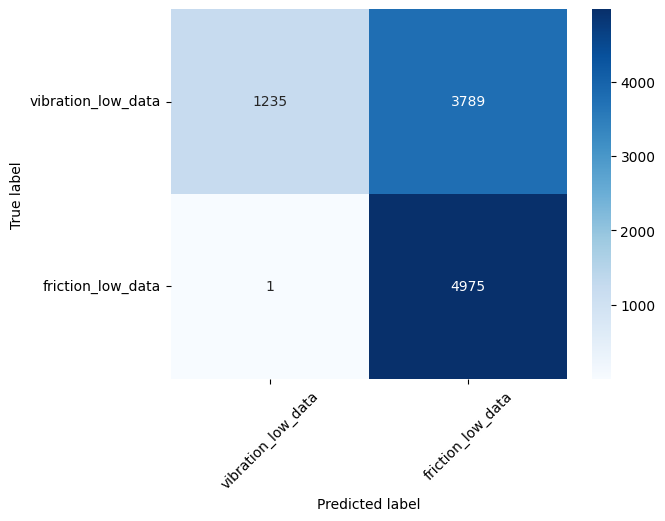 vibration_low_data
1235
3789
friction_low_data
1
4975
4000
3000
2000
1000
True label
vibration_low_data
friction_low_data
Predicted label